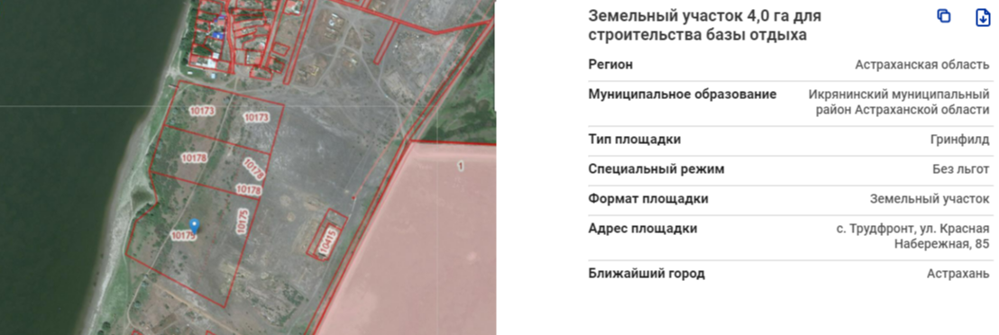 10173
10173
10178
10178
10178
10175
10175
10415
1
Земельный участок 4,0 га для
строительства базы отдыха
Регион
Астраханская область
Муниципальное образование
Икрянинский муниципальный
район Астраханской области
Тип площадки
Гринфилд
Специальный режим
Без льгот
Формат площадки
Земельный участок
Адрес площадки
с. Трудфронт, ул. Красная
Набережная, 85
Ближайший город
Астрахань